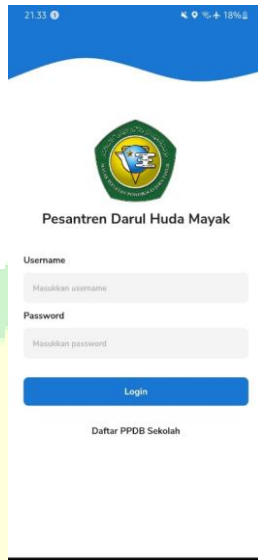 21.33
18%
Pesantren Darul Huda Mayak
Username
Masukkan username
Password
Masukkan password
Login
Daftar PPDB Sekolah